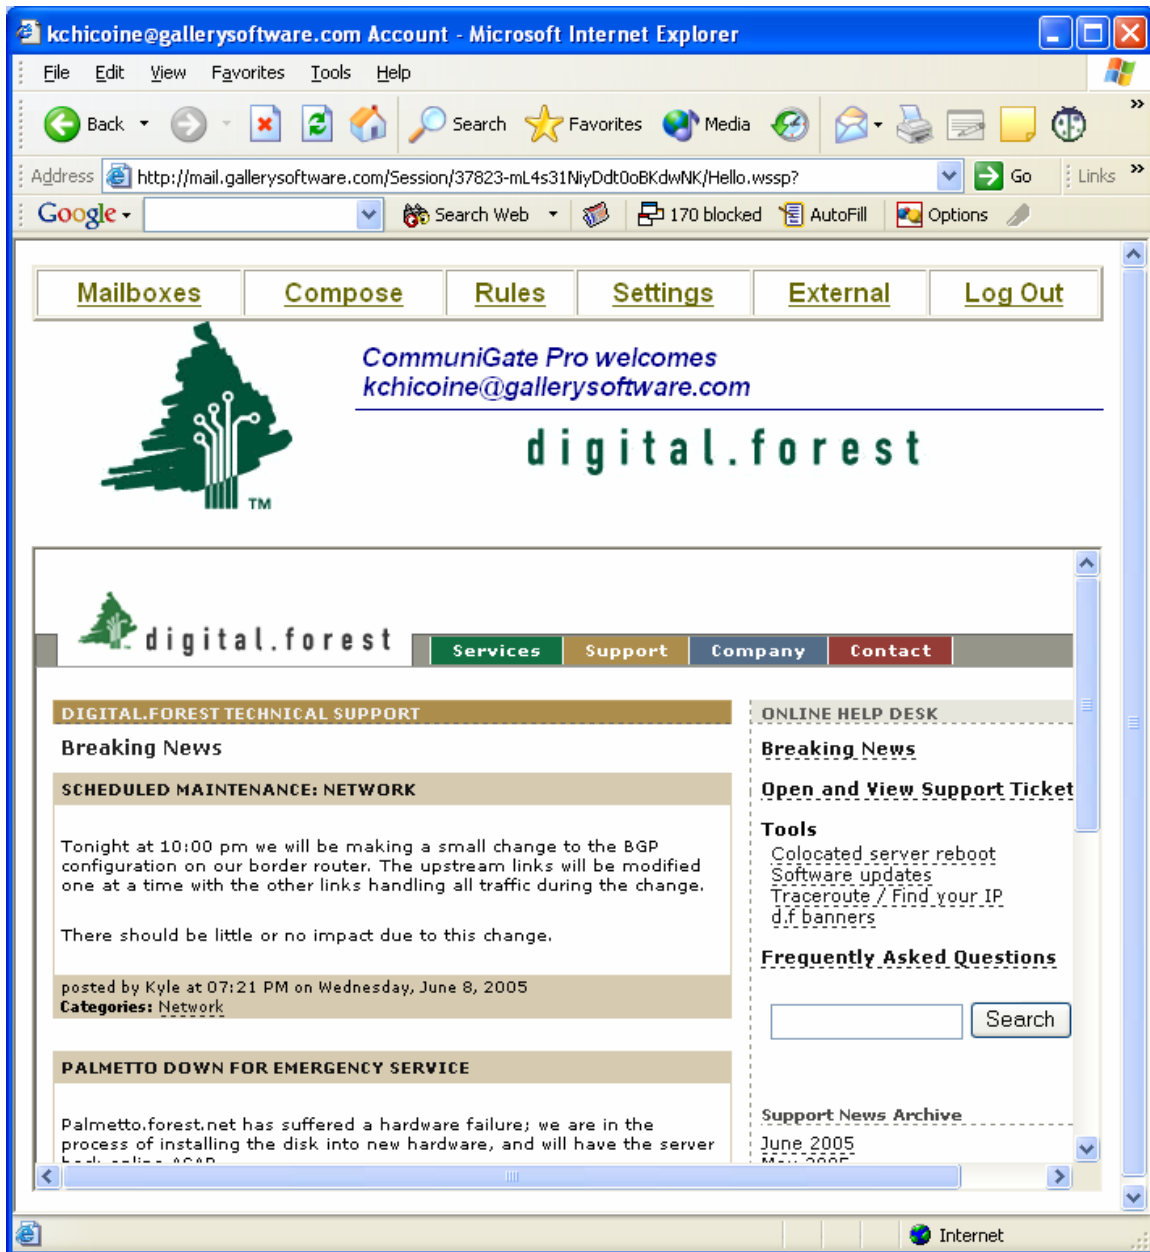 kchicoine@gallerysoftware.com Account - Microsoft Internet Explorer
File Edit View Favorites Tools Help
Back Search Favorites Media »
Address http://mail.gallerysoftware.com/Session/37823-mL4s31NiyDdt0oBKdwNK/Hello.wssp? Go Links »
Google Search Web 170 blocked AutoFill Options
Mailboxes Compose Rules Settings External Log Out
CommuniGate Pro welcomes
kchicoine@gallerysoftware.com
digital.forest
TM
digital.forest
Services Support Company Contact
DIGITAL.FOREST TECHNICAL SUPPORT
Breaking News
SCHEDULED MAINTENANCE: NETWORK
Tonight at 10:00 pm we will be making a small change to the BGP
configuration on our border router. The upstream links will be modified
one at a time with the other links handling all traffic during the change.
There should be little or no impact due to this change.
posted by Kyle at 07:21 PM on Wednesday, June 8, 2005
Categories: Network
PALMETTO DOWN FOR EMERGENCY SERVICE
Palmetto.forest.net has suffered a hardware failure; we are in the
process of installing the disk into new hardware, and will have the server
back online ASAP
ONLINE HELP DESK
Breaking News
Open and View Support Ticket
Tools
Colocated server reboot
Software updates
Traceroute / Find your IP
d.f banners
Frequently Asked Questions
Search
Support News Archive
June 2005
May 2005
Internet